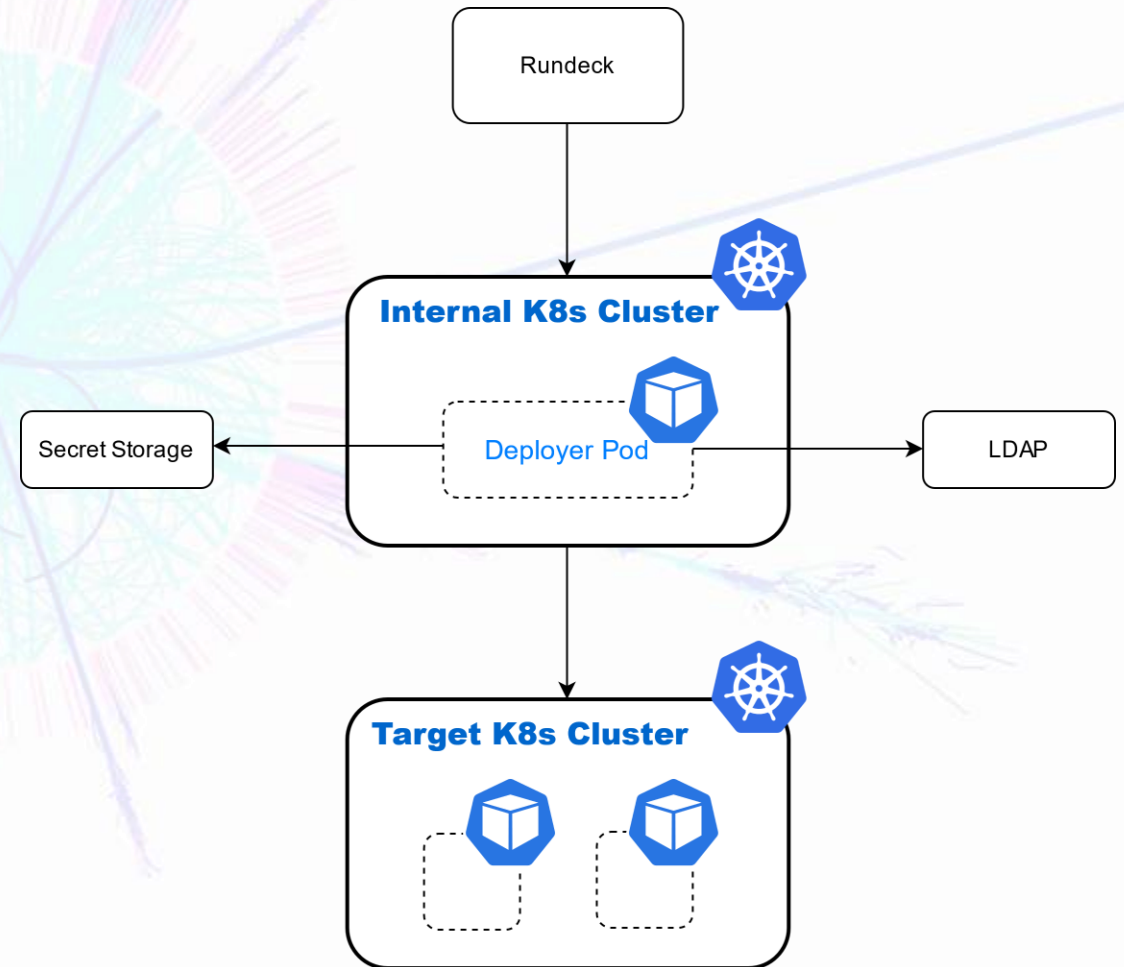 Rundeck
Internal K8s Cluster
Secret Storage
Deployer Pod
LDAP
Target K8s Cluster